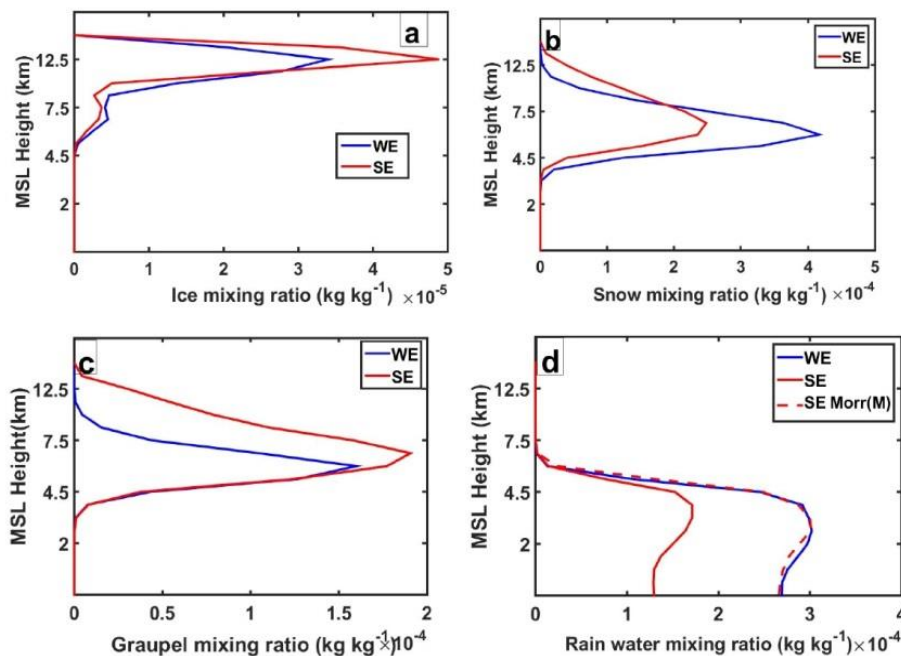 a
MSL Height (km)
12.5
7.5
4.5
2
WE
SE
0 1 2 3 4 5
Ice mixing ratio (kg kg⁻¹) ×10⁻⁵
b
MSL Height (km)
12.5
7.5
4.5
2
WE
SE
0 1 2 3 4 5
Snow mixing ratio (kg kg⁻¹) ×10⁻⁴
c
MSL Height(km)
12.5
7.5
4.5
2
WE
SE
0 0.5 1 1.5 2
Graupel mixing ratio (kg kg⁻¹) ×10⁻⁴
d
MSL Height (km)
12.5
7.5
4.5
2
WE
SE
SE Morr(M)
0 1 2 3 4
Rain water mixing ratio (kg kg⁻¹) ×10⁻⁴